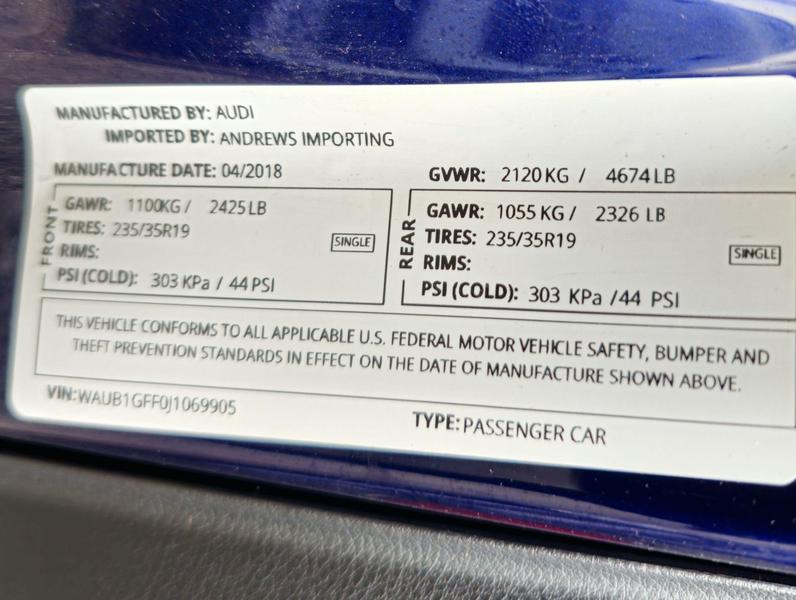 MANUFACTURED BY: AUDI
IMPORTED BY: ANDREWS IMPORTING
MANUFACTURE DATE: 04/2018
GVWR: 2120 KG / 4674 LB
FRONT
GAWR: 1100KG / 2425 LB
TIRES: 235/35R19
SINGLE
RIMS:
PSI (COLD): 303 KPa / 44 PSI
REAR
GAWR: 1055 KG / 2326 LB
TIRES: 235/35R19
SINGLE
RIMS:
PSI (COLD): 303 KPa /44 PSI
THIS VEHICLE CONFORMS TO ALL APPLICABLE U.S. FEDERAL MOTOR VEHICLE SAFETY, BUMPER AND
THEFT PREVENTION STANDARDS IN EFFECT ON THE DATE OF MANUFACTURE SHOWN ABOVE.
VIN: WAUB1GFF0J1069905
TYPE: PASSENGER CAR